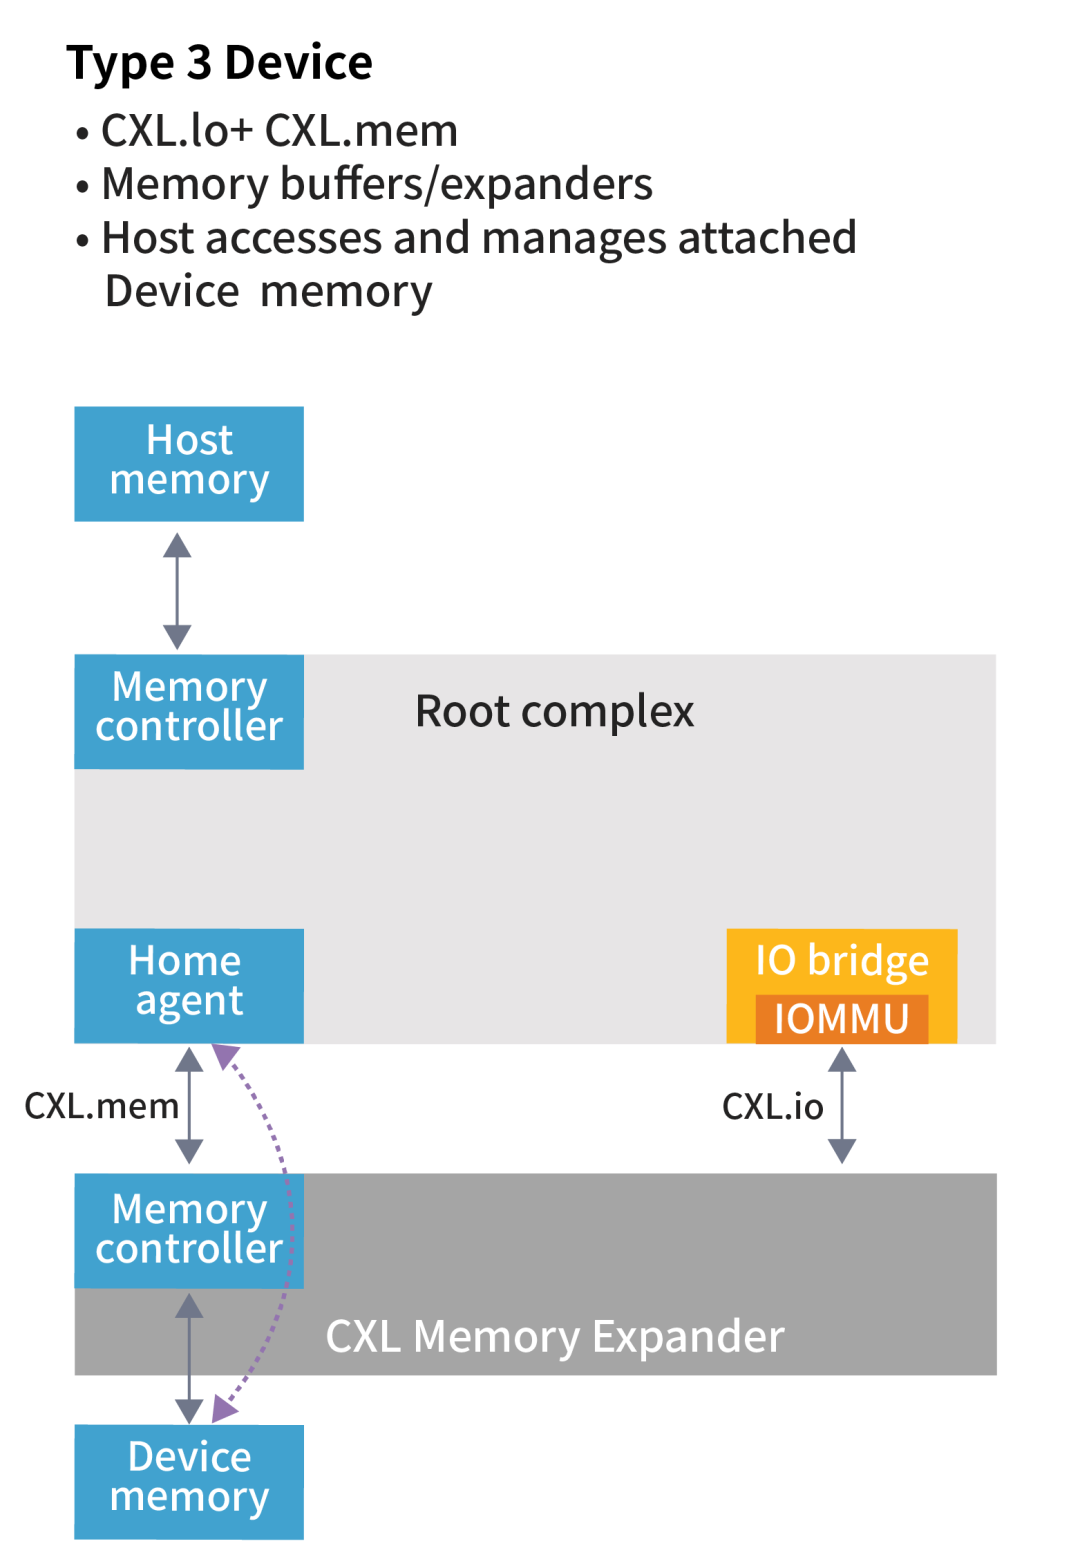 Type 3 Device
• CXL.lo+ CXL.mem
• Memory buffers/expanders
• Host accesses and manages attached
Device memory
Host
memory
Memory
controller
Root complex
Home
agent
IO bridge
IOMMU
CXL.mem
CXL.io
Memory
controller
CXL Memory Expander
Device
memory